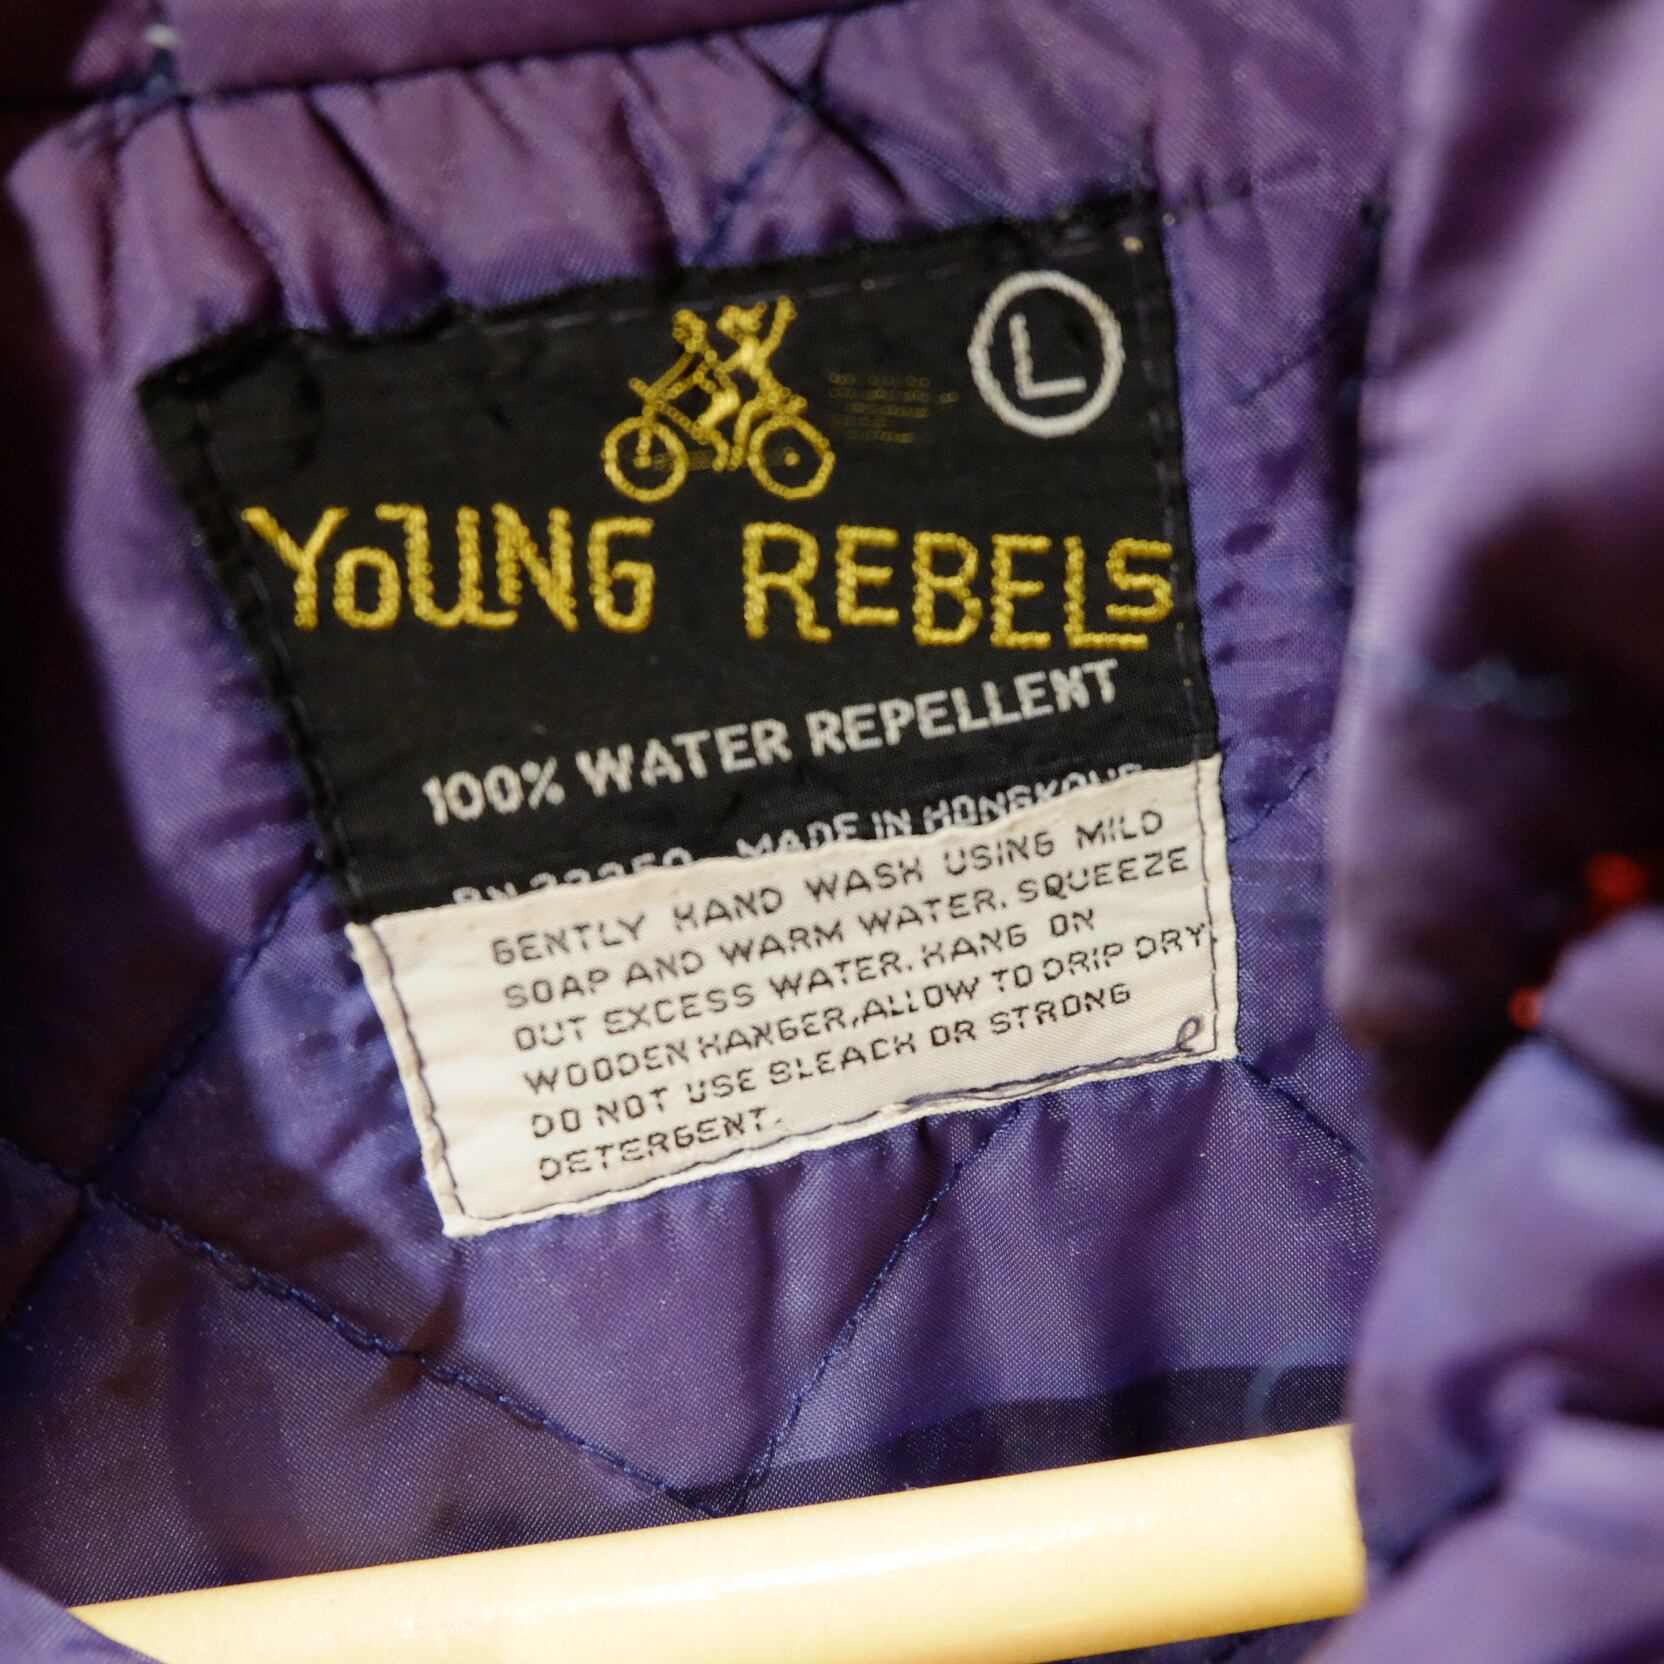 L
YOUNG REBELS
100% WATER REPELLENT
MADE IN HONGKONG
GENTLY HAND WASH USING MILD
SOAP AND WARM WATER. SQUEEZE
OUT EXCESS WATER. HANG ON
WOODEN HANGER, ALLOW TO DRIP DRY
DO NOT USE BLEACH OR STRONG
DETERGENT.